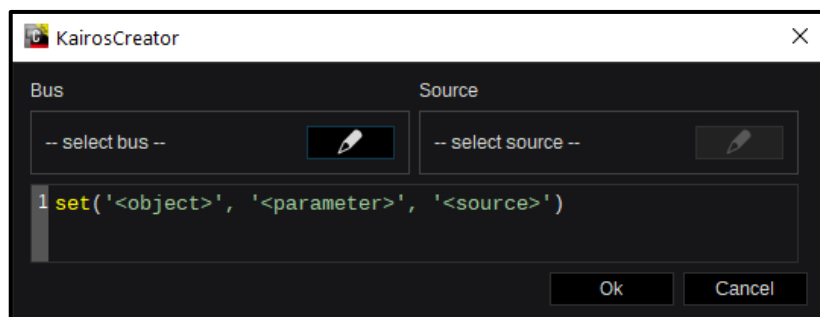 KairosCreator
Bus
Source
-- select bus --
-- select source --
1 set('<object>', '<parameter>', '<source>')
Ok
Cancel